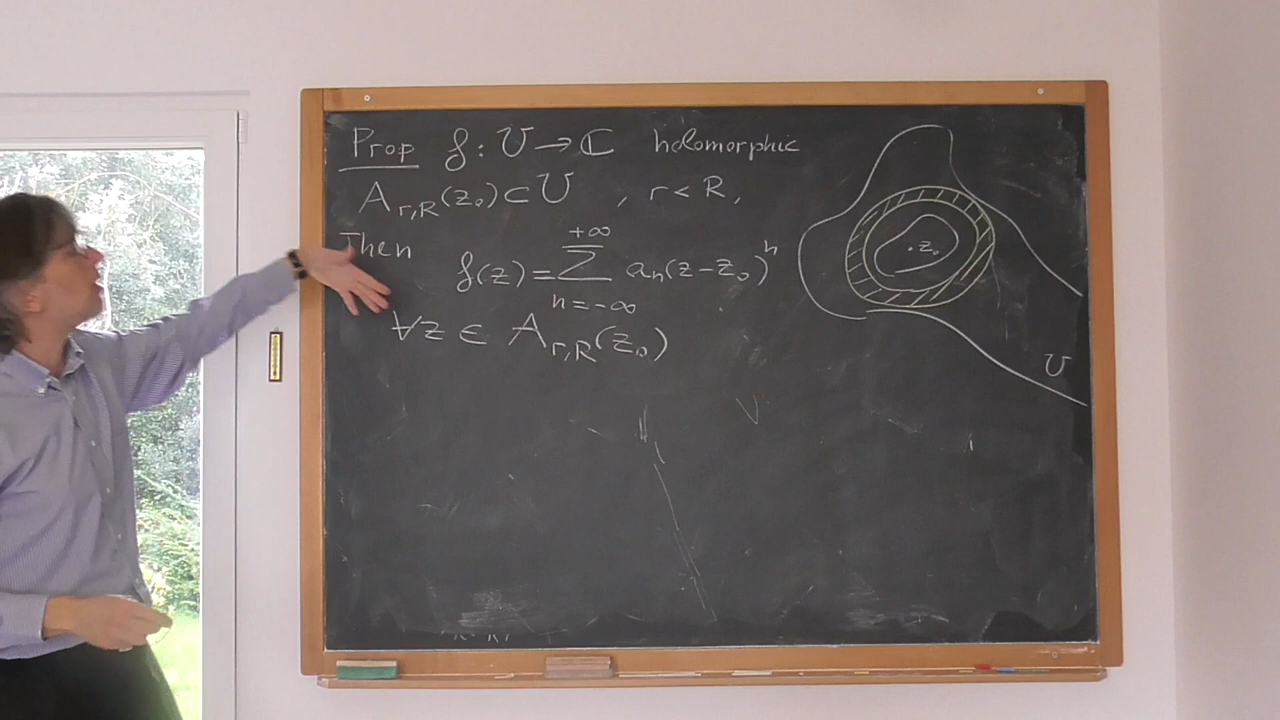 Prop f : U → ℂ holomorphic
A_{r,R}(z₀) ⊂ U , r < R,
Then
+∞
f(z) = Σ aₙ(z-z₀)ⁿ
n = -∞
∀z ∈ A_{r,R}(z₀)
z₀
U